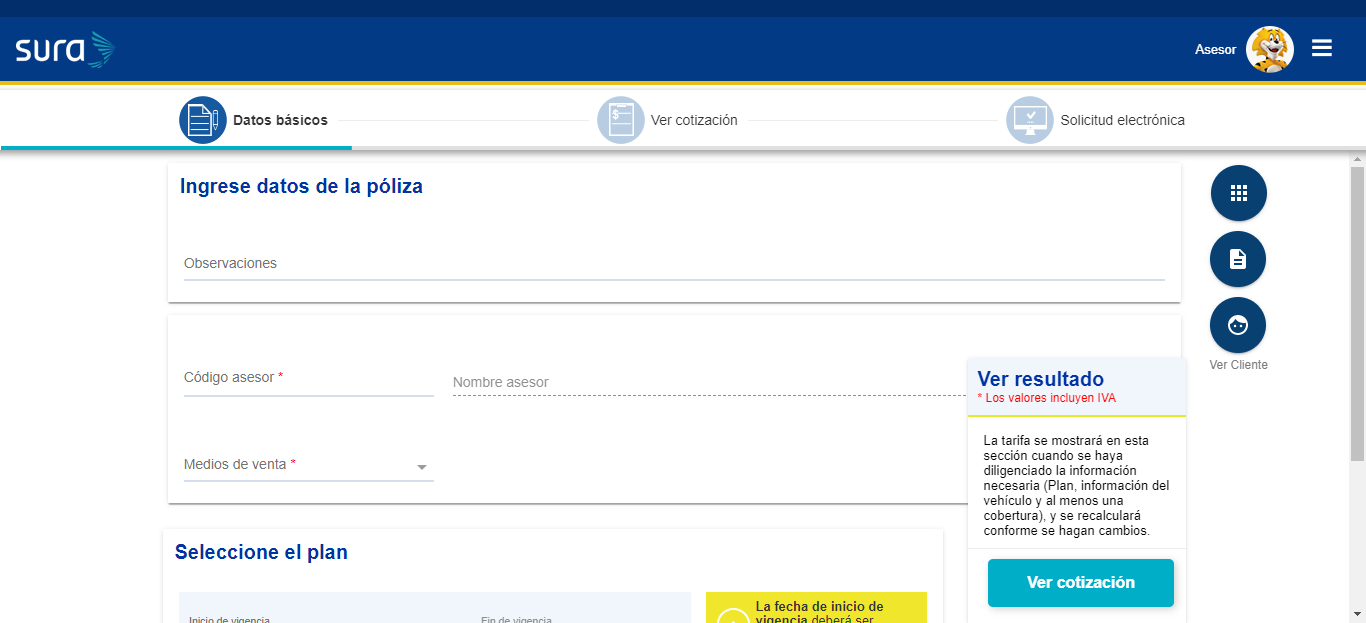 sura
Asesor
Datos básicos
Ver cotización
Solicitud electrónica
Ingrese datos de la póliza
Observaciones
Ver Cliente
Código asesor *
Nombre asesor
Medios de venta *
Ver resultado
* Los valores incluyen IVA
La tarifa se mostrará en esta
sección cuando se haya
diligenciado la información
necesaria (Plan, información del
vehículo y al menos una
cobertura), y se recalculará
conforme se hagan cambios.
Ver cotización
Seleccione el plan
Inicio de vigencia
Fin de vigencia
La fecha de inicio de
vigencia deberá ser